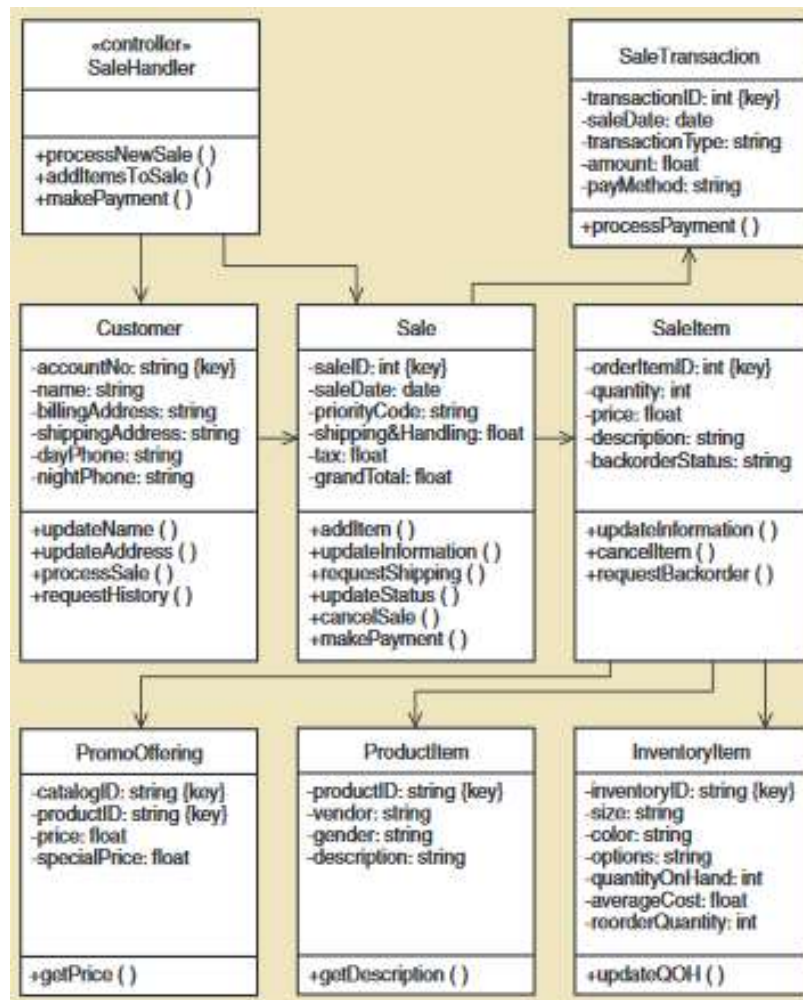 «controller»
SaleHandler
+processNewSale ( )
+addItemsToSale ( )
+makePayment ( )
SaleTransaction
-transactionID: int {key}
-saleDate: date
-transactionType: string
-amount: float
-payMethod: string
+processPayment ( )
Customer
-accountNo: string {key}
-name: string
-billingAddress: string
-shippingAddress: string
-dayPhone: string
-nightPhone: string
+updateName ( )
+updateAddress ( )
+processSale ( )
+requestHistory ( )
Sale
-saleID: int {key}
-saleDate: date
-priorityCode: string
-shipping&Handling: float
-tax: float
-grandTotal: float
+addItem ( )
+updateInformation ( )
+requestShipping ( )
+updateStatus ( )
+cancelSale ( )
+makePayment ( )
SaleItem
-orderItemID: int {key}
-quantity: int
-price: float
-description: string
-backorderStatus: string
+updateInformation ( )
+cancelItem ( )
+requestBackorder ( )
PromoOffering
-catalogID: string {key}
-productID: string {key}
-price: float
-specialPrice: float
+getPrice ( )
ProductItem
-productID: string {key}
-vendor: string
-gender: string
-description: string
+getDescription ( )
InventoryItem
-inventoryID: string {key}
-size: string
-color: string
-options: string
-quantityOnHand: int
-averageCost: float
-reorderQuantity: int
+updateQOH ( )